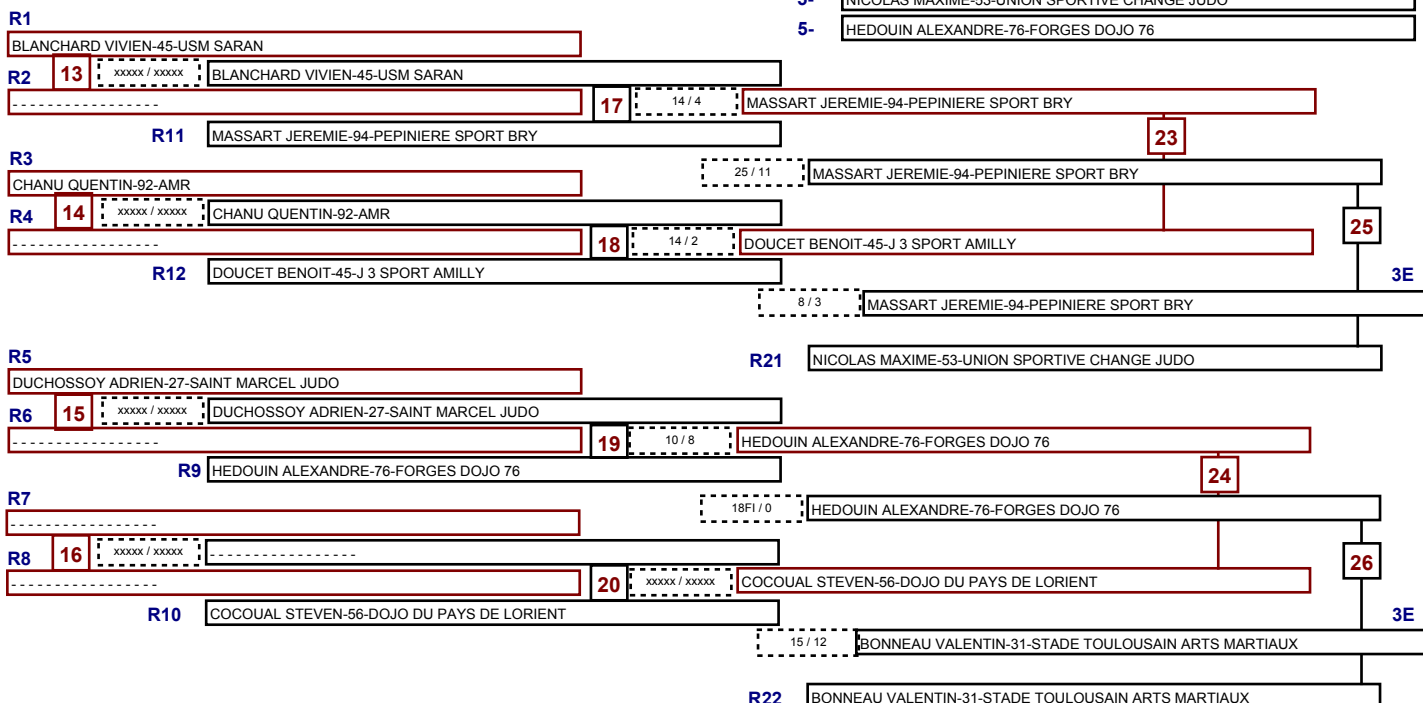 5- NICOLAS MAXIME-53-UNION SPORTIVE CHANGE JUDO
5- HEDOUIN ALEXANDRE-76-FORGES DOJO 76
R1
BLANCHARD VIVIEN-45-USM SARAN
R2 13 xxxxx / xxxxx BLANCHARD VIVIEN-45-USM SARAN
- - - - - - - - - - - - - - - - - 17 14 / 4 MASSART JEREMIE-94-PEPINIERE SPORT BRY
R11 MASSART JEREMIE-94-PEPINIERE SPORT BRY
23
R3
25 / 11 MASSART JEREMIE-94-PEPINIERE SPORT BRY
CHANU QUENTIN-92-AMR
R4 14 xxxxx / xxxxx CHANU QUENTIN-92-AMR
25
- - - - - - - - - - - - - - - - - 18 14 / 2 DOUCET BENOIT-45-J 3 SPORT AMILLY
R12 DOUCET BENOIT-45-J 3 SPORT AMILLY
3E
8 / 3 MASSART JEREMIE-94-PEPINIERE SPORT BRY
R5
R21 NICOLAS MAXIME-53-UNION SPORTIVE CHANGE JUDO
DUCHOSSOY ADRIEN-27-SAINT MARCEL JUDO
R6 15 xxxxx / xxxxx DUCHOSSOY ADRIEN-27-SAINT MARCEL JUDO
- - - - - - - - - - - - - - - - - 19 10 / 8 HEDOUIN ALEXANDRE-76-FORGES DOJO 76
R9 HEDOUIN ALEXANDRE-76-FORGES DOJO 76
24
R7
18FI / 0 HEDOUIN ALEXANDRE-76-FORGES DOJO 76
- - - - - - - - - - - - - - - - -
R8 16 xxxxx / xxxxx - - - - - - - - - - - - - - - - -
26
- - - - - - - - - - - - - - - - - 20 xxxxx / xxxxx COCOUAL STEVEN-56-DOJO DU PAYS DE LORIENT
R10 COCOUAL STEVEN-56-DOJO DU PAYS DE LORIENT
3E
15 / 12 BONNEAU VALENTIN-31-STADE TOULOUSAIN ARTS MARTIAUX
R22 BONNEAU VALENTIN-31-STADE TOULOUSAIN ARTS MARTIAUX